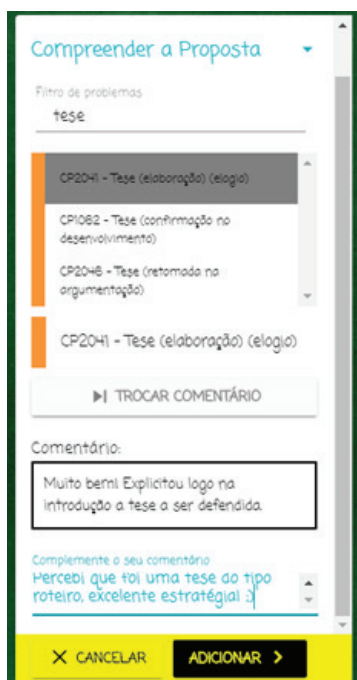 Compreender a Proposta
Filtro de problemas
tese
CP2041 - Tese (elaboração) (elogio)
CP1082 - Tese (confirmação no
desenvolvimento)
CP2046 - Tese (retomada na
argumentação)
CP2041 - Tese (elaboração) (elogio)
TROCAR COMENTÁRIO
Comentário:
Muito bem! Explicitou logo na
introdução a tese a ser defendida.
Complemente o seu comentário
Percebi que foi uma tese do tipo
roteiro, excelente estratégia! :)
CANCELAR
ADICIONAR >